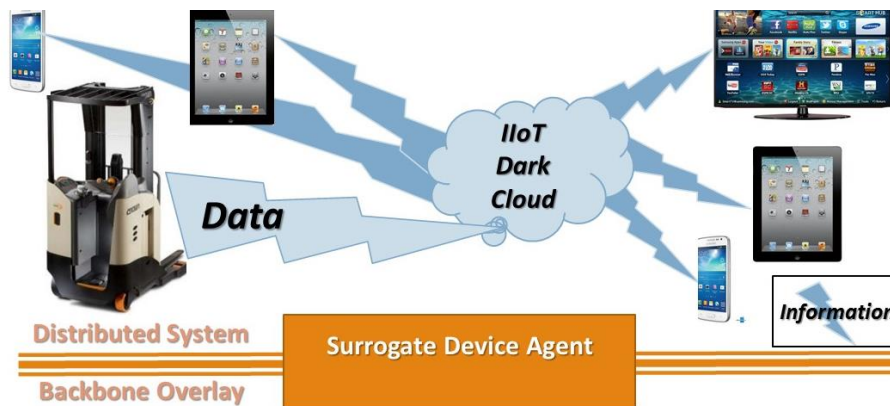 IIoT
Dark
Cloud
Data
Information
Distributed System
Surrogate Device Agent
Backbone Overlay